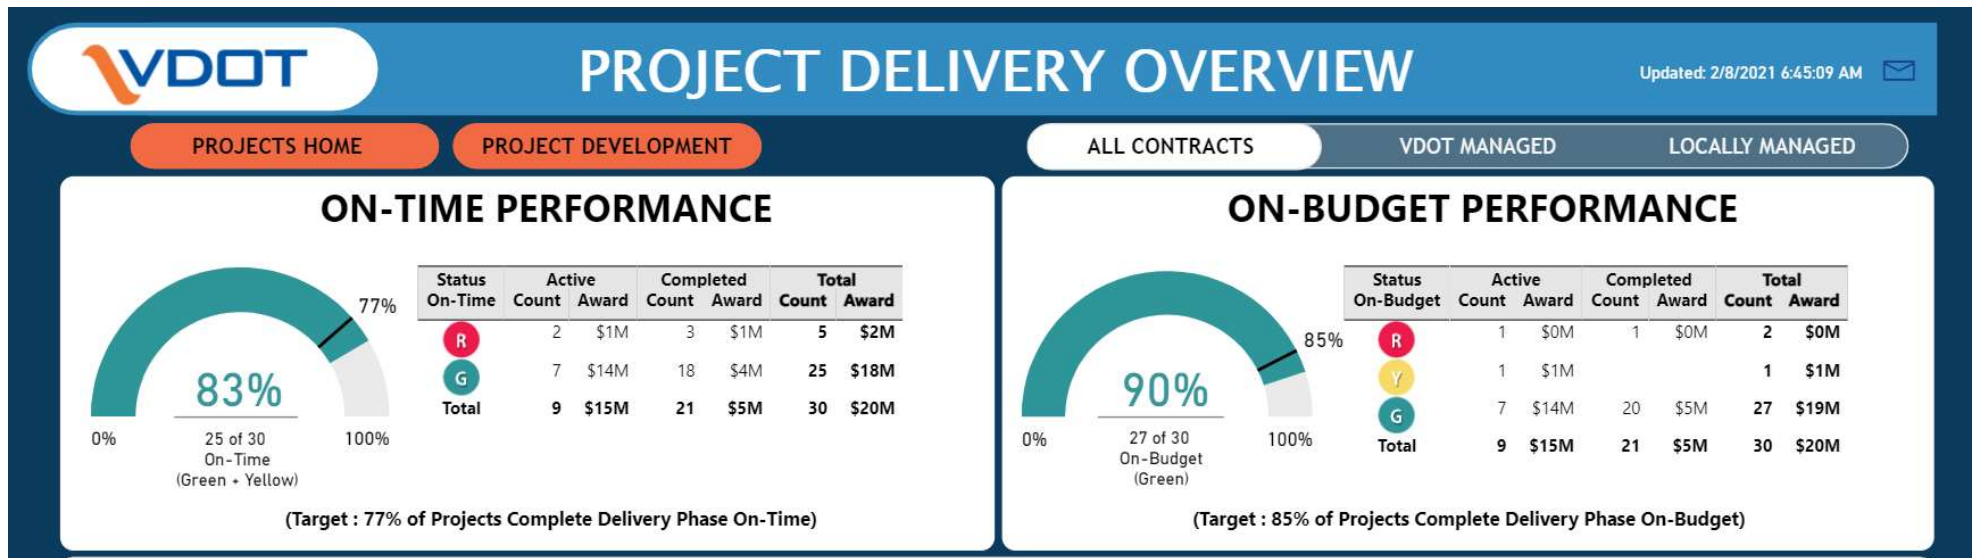 VDOT
PROJECT DELIVERY OVERVIEW
Updated: 2/8/2021 6:45:09 AM
PROJECTS HOME
PROJECT DEVELOPMENT
ALL CONTRACTS
VDOT MANAGED
LOCALLY MANAGED
ON-TIME PERFORMANCE
77%
83%
0%
100%
25 of 30
On-Time
(Green + Yellow)
Status Active Completed Total
On-Time Count Award Count Award Count Award
R 2 $1M 3 $1M 5 $2M
G 7 $14M 18 $4M 25 $18M
Total 9 $15M 21 $5M 30 $20M
(Target : 77% of Projects Complete Delivery Phase On-Time)
ON-BUDGET PERFORMANCE
85%
90%
0%
100%
27 of 30
On-Budget
(Green)
Status Active Completed Total
On-Budget Count Award Count Award Count Award
R 1 $0M 1 $0M 2 $0M
Y 1 $1M 1 $1M
G 7 $14M 20 $5M 27 $19M
Total 9 $15M 21 $5M 30 $20M
(Target : 85% of Projects Complete Delivery Phase On-Budget)